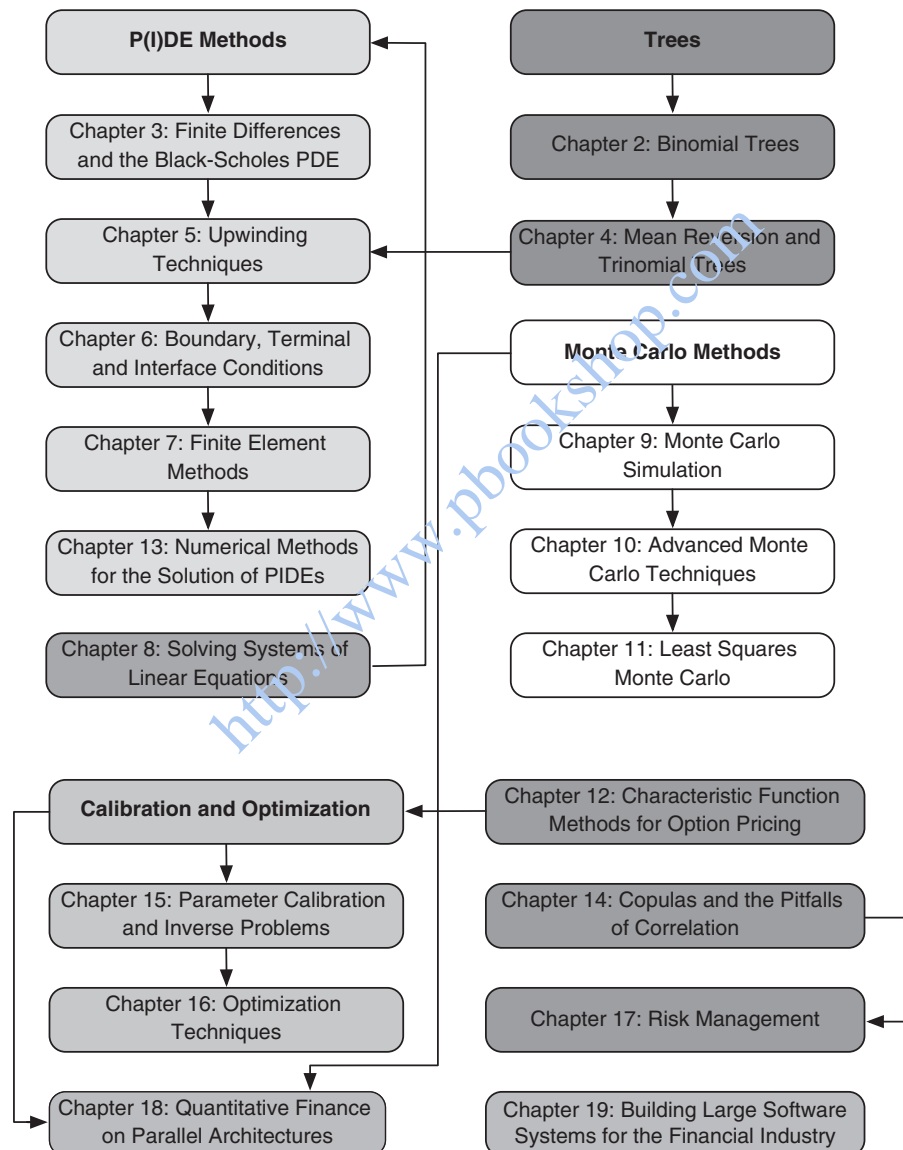 P(I)DE Methods
Chapter 3: Finite Differences
and the Black-Scholes PDE
Chapter 5: Upwinding
Techniques
Chapter 6: Boundary, Terminal
and Interface Conditions
Chapter 7: Finite Element
Methods
Chapter 13: Numerical Methods
for the Solution of PIDEs
Chapter 8: Solving Systems of
Linear Equations
Trees
Chapter 2: Binomial Trees
Chapter 4: Mean Reversion and
Trinomial Trees
Monte Carlo Methods
Chapter 9: Monte Carlo
Simulation
Chapter 10: Advanced Monte
Carlo Techniques
Chapter 11: Least Squares
Monte Carlo
http://www.pbookshop.com
Calibration and Optimization
Chapter 15: Parameter Calibration
and Inverse Problems
Chapter 16: Optimization
Techniques
Chapter 18: Quantitative Finance
on Parallel Architectures
Chapter 12: Characteristic Function
Methods for Option Pricing
Chapter 14: Copulas and the Pitfalls
of Correlation
Chapter 17: Risk Management
Chapter 19: Building Large Software
Systems for the Financial Industry